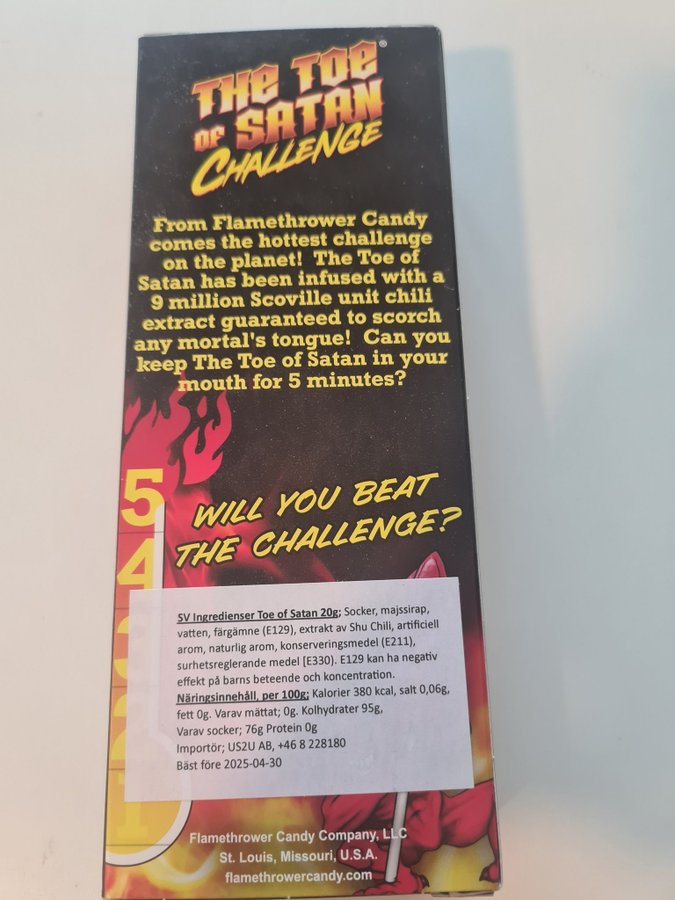 THE TOE®
OF SATAN
CHALLENGE
From Flamethrower Candy
comes the hottest challenge
on the planet! The Toe of
Satan has been infused with a
9 million Scoville unit chili
extract guaranteed to scorch
any mortal's tongue! Can you
keep The Toe of Satan in your
mouth for 5 minutes?
5
WILL YOU BEAT
THE CHALLENGE?
4
3
2
1
SV Ingredienser Toe of Satan 20g; Socker, majssirap,
vatten, färgämne (E129), extrakt av Shu Chili, artificiell
arom, naturlig arom, konserveringsmedel (E211),
surhetsreglerande medel [E330). E129 kan ha negativ
effekt på barns beteende och koncentration.
Näringsinnehåll, per 100g; Kalorier 380 kcal, salt 0,06g,
fett 0g. Varav mättat; 0g. Kolhydrater 95g,
Varav socker; 76g Protein 0g
Importör; US2U AB, +46 8 228180
Bäst före 2025-04-30
Flamethrower Candy Company, LLC
St. Louis, Missouri, U.S.A.
flamethrowercandy.com